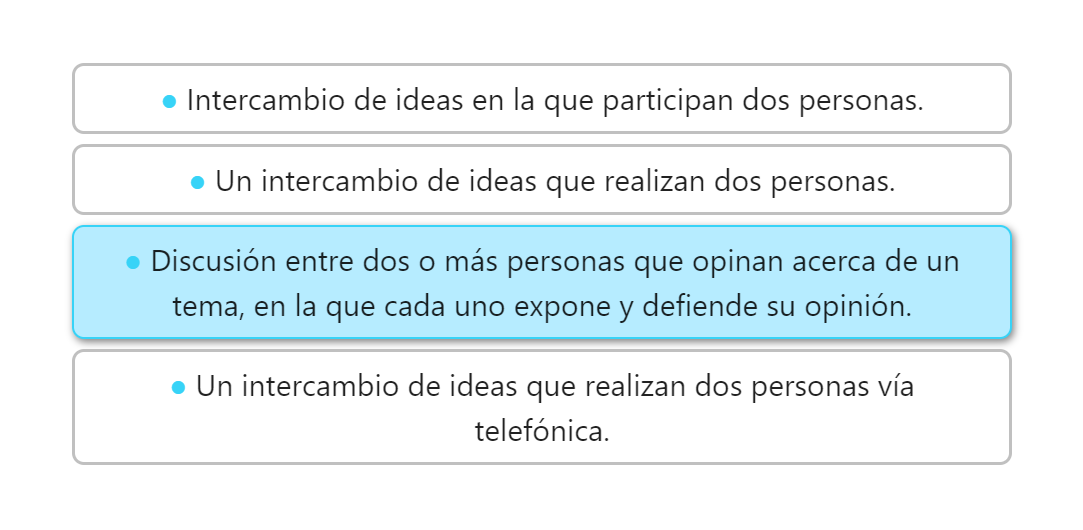 ● Intercambio de ideas en la que participan dos personas.
● Un intercambio de ideas que realizan dos personas.
● Discusión entre dos o más personas que opinan acerca de un
tema, en la que cada uno expone y defiende su opinión.
● Un intercambio de ideas que realizan dos personas vía
telefónica.